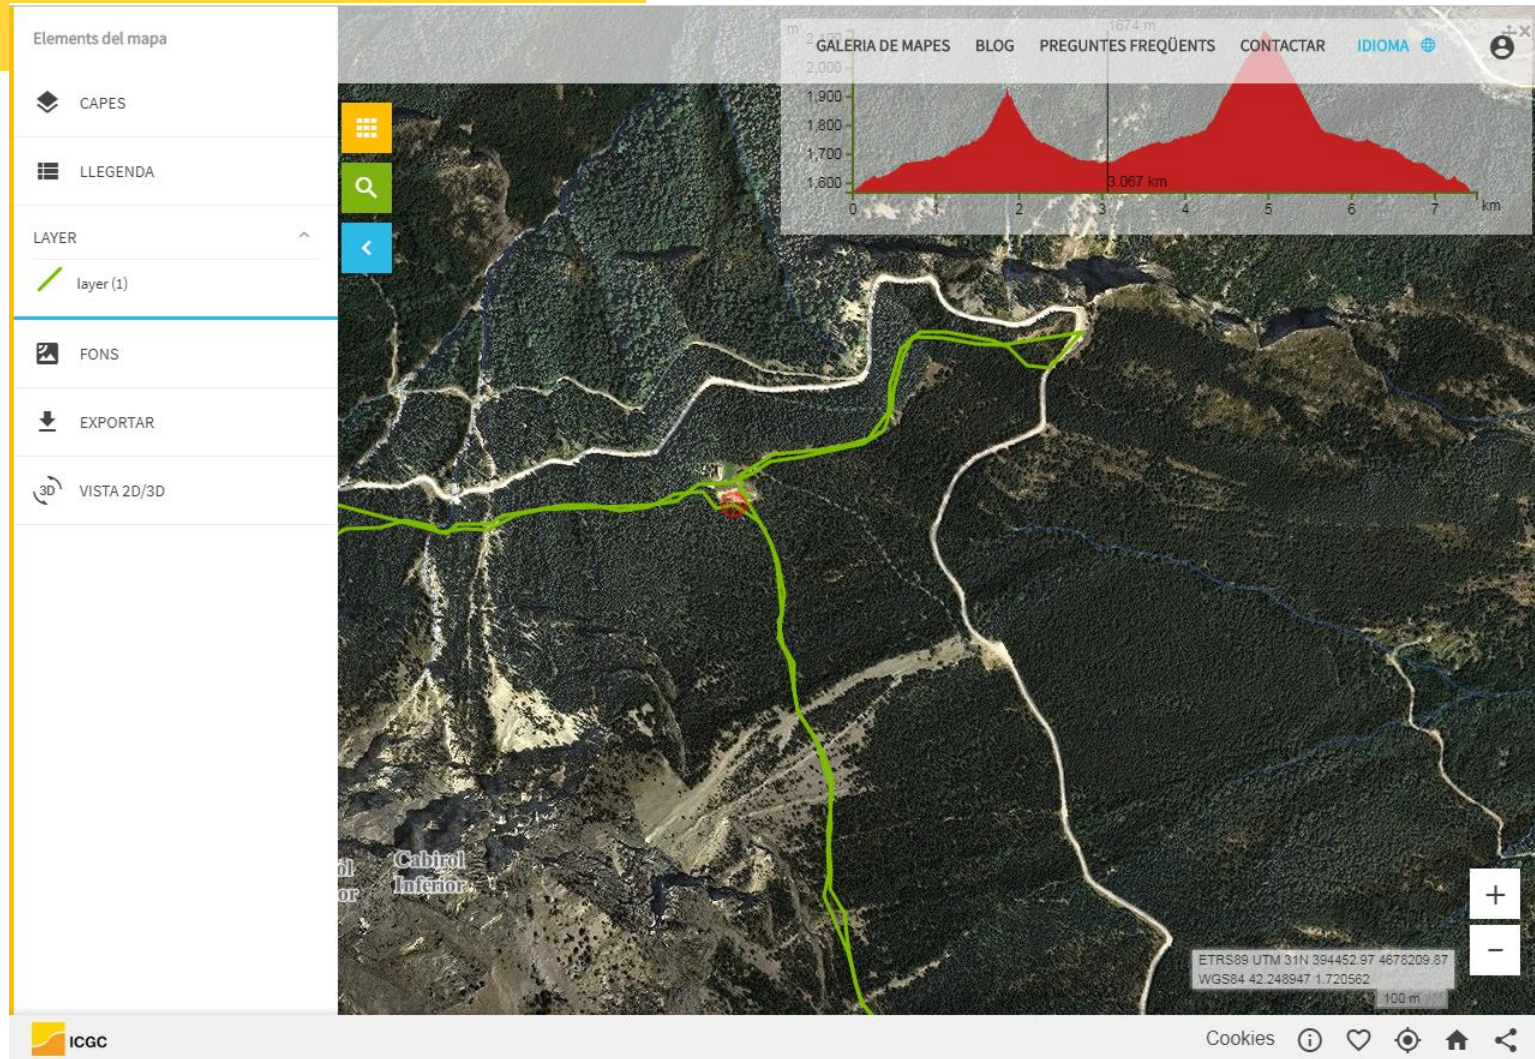 Elements del mapa
CAPES
LLEGENDA
LAYER
layer (1)
FONS
EXPORTAR
3D VISTA 2D/3D
GALERIA DE MAPES BLOG PREGUNTES FREQÜENTS CONTACTAR IDIOMA
m
1674 m
2,100
2,000
1,900
1,800
1,700
1,600
3.067 km
0 1 2 3 4 5 6 7 km
Cabirol
Inferior
ol
or
+
−
ETRS89 UTM 31N 394452.97 4678209.87
WGS84 42.248947 1.720562
100 m
ICGC
Cookies